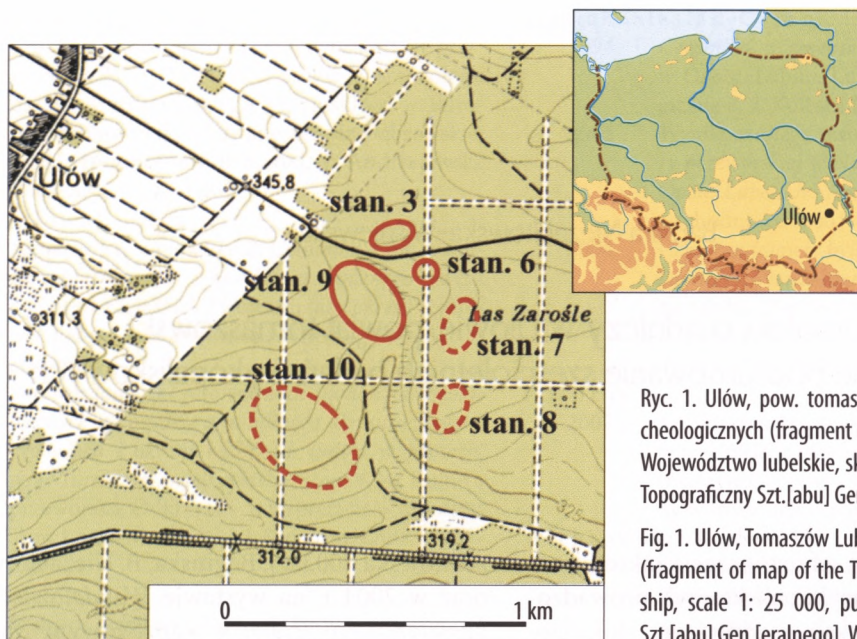 Ulów
345,8
stan. 3
stan. 9
stan. 6
Las Zarośle
stan. 7
311,3
stan. 10
stan. 8
325
319,2
312,0
0 1 km
Ulów
Ryc. 1. Ulów, pow. tomas
cheologicznych (fragment
Województwo lubelskie, sk
Topograficzny Szt.[abu] Gen
Fig. 1. Ulów, Tomaszów Lul
(fragment of map of the T
ship, scale 1: 25 000, pu
Szt.[abu] Gen.[eralnego], W